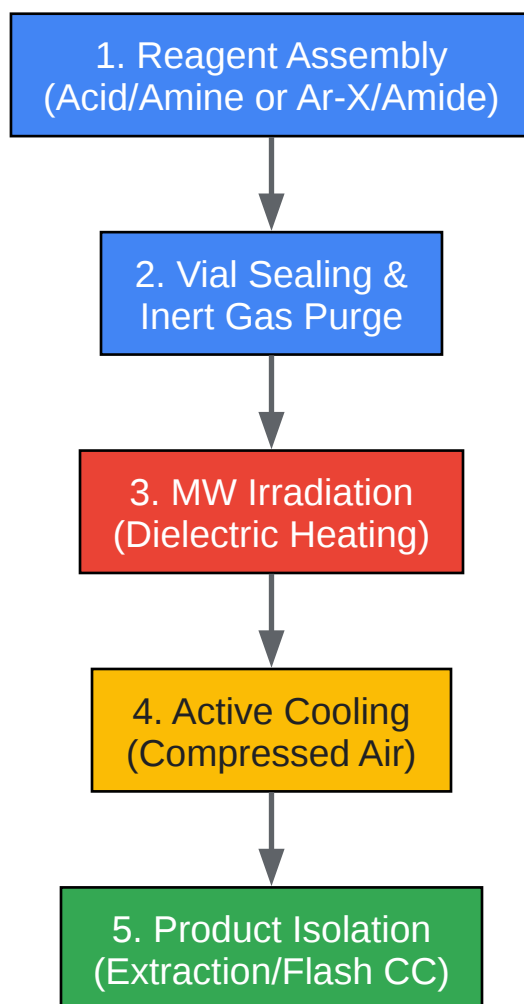 1. Reagent Assembly
(Acid/Amine or Ar-X/Amide)
2. Vial Sealing &
Inert Gas Purge
3. MW Irradiation
(Dielectric Heating)
4. Active Cooling
(Compressed Air)
5. Product Isolation
(Extraction/Flash CC)